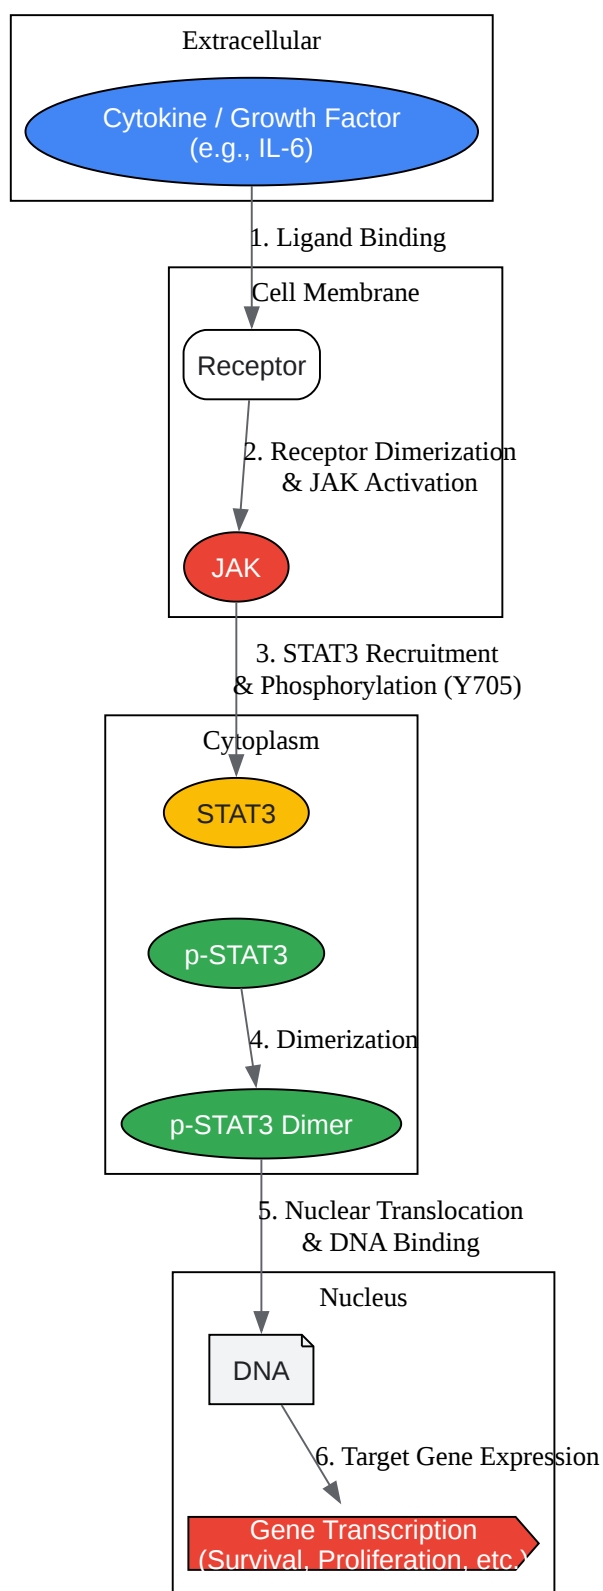 Extracellular
Cytokine / Growth Factor
(e.g., IL-6)
1. Ligand Binding
Cell Membrane
Receptor
2. Receptor Dimerization
& JAK Activation
JAK
3. STAT3 Recruitment
& Phosphorylation (Y705)
Cytoplasm
STAT3
p-STAT3
4. Dimerization
p-STAT3 Dimer
5. Nuclear Translocation
& DNA Binding
Nucleus
DNA
6. Target Gene Expression
Gene Transcription
(Survival, Proliferation, etc.)